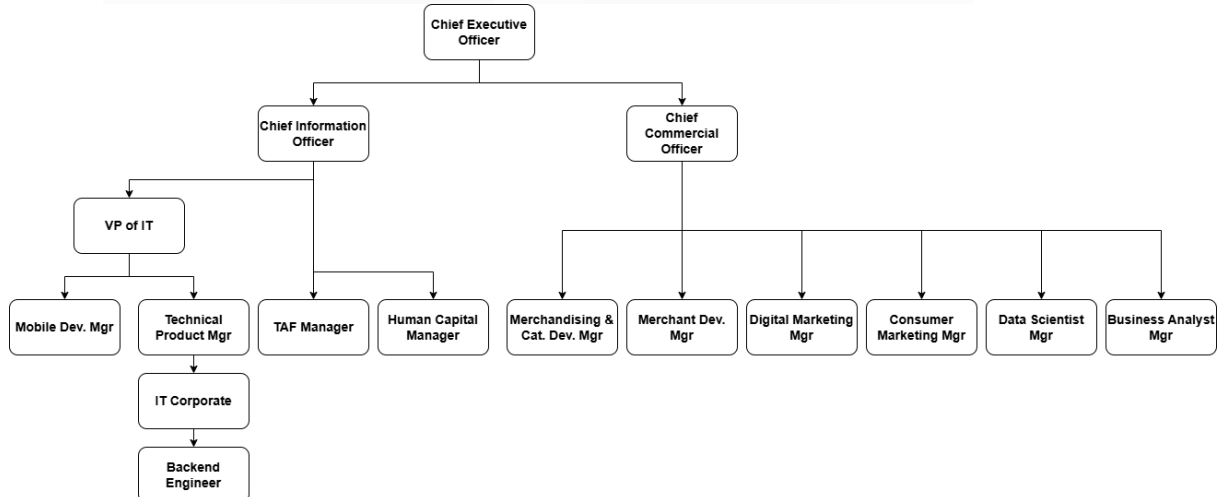 Chief Executive
Officer
Chief Information
Officer
Chief
Commercial
Officer
VP of IT
Mobile Dev. Mgr
Technical
Product Mgr
TAF Manager
Human Capital
Manager
Merchandising &
Cat. Dev. Mgr
Merchant Dev.
Mgr
Digital Marketing
Mgr
Consumer
Marketing Mgr
Data Scientist
Mgr
Business Analyst
Mgr
IT Corporate
Backend
Engineer